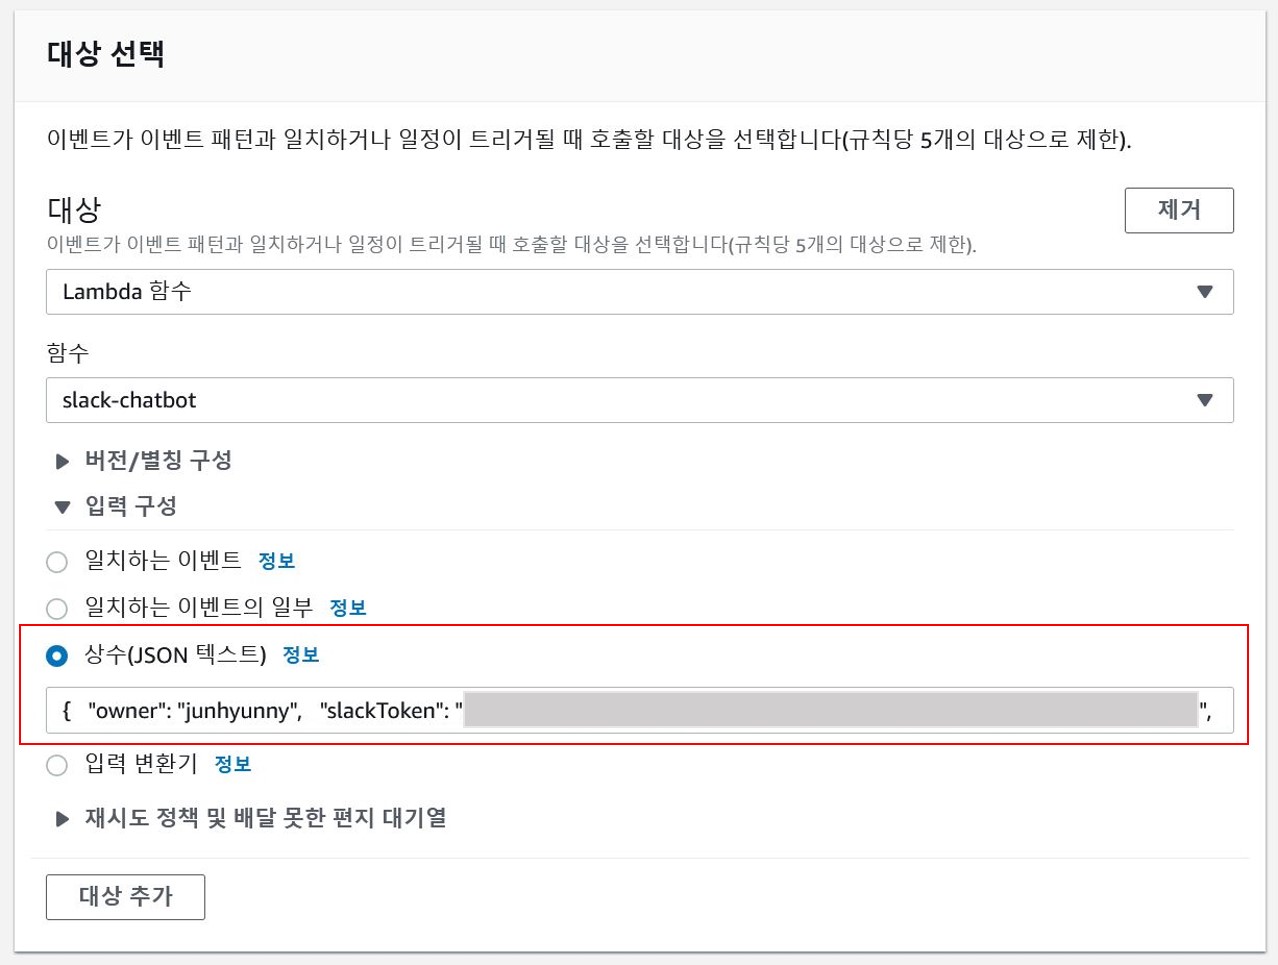 대상 선택
이벤트가 이벤트 패턴과 일치하거나 일정이 트리거될 때 호출할 대상을 선택합니다(규칙당 5개의 대상으로 제한).
대상
제거
이벤트가 이벤트 패턴과 일치하거나 일정이 트리거될 때 호출할 대상을 선택합니다(규칙당 5개의 대상으로 제한).
Lambda 함수
함수
slack-chatbot
버전/별칭 구성
입력 구성
일치하는 이벤트 정보
일치하는 이벤트의 일부 정보
상수(JSON 텍스트) 정보
{ "owner": "junhyunny", "slackToken": " ",
입력 변환기 정보
재시도 정책 및 배달 못한 편지 대기열
대상 추가